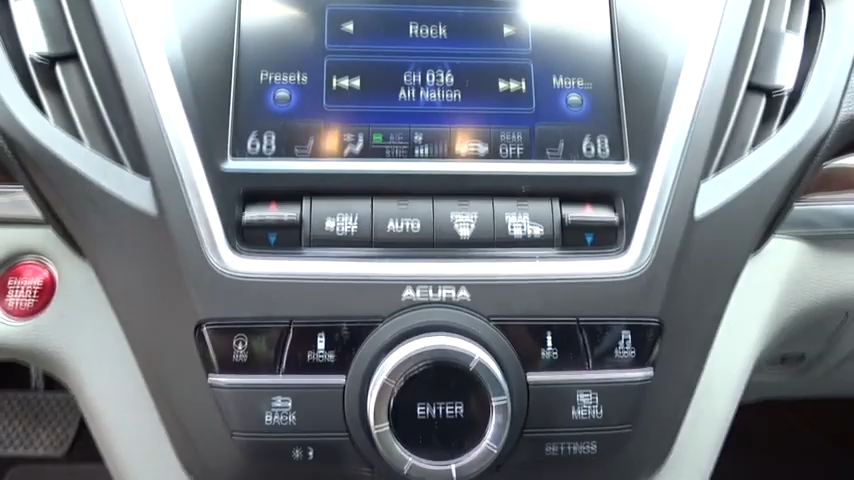 Rock
Presets
CH 036
Alt Nation
More...
68
A/C
SYNC
REAR
OFF
68
ON/
OFF
AUTO
FRONT
REAR
ACURA
ENGINE
START
STOP
NAV
PHONE
INFO
AUDIO
BACK
ENTER
MENU
SETTINGS